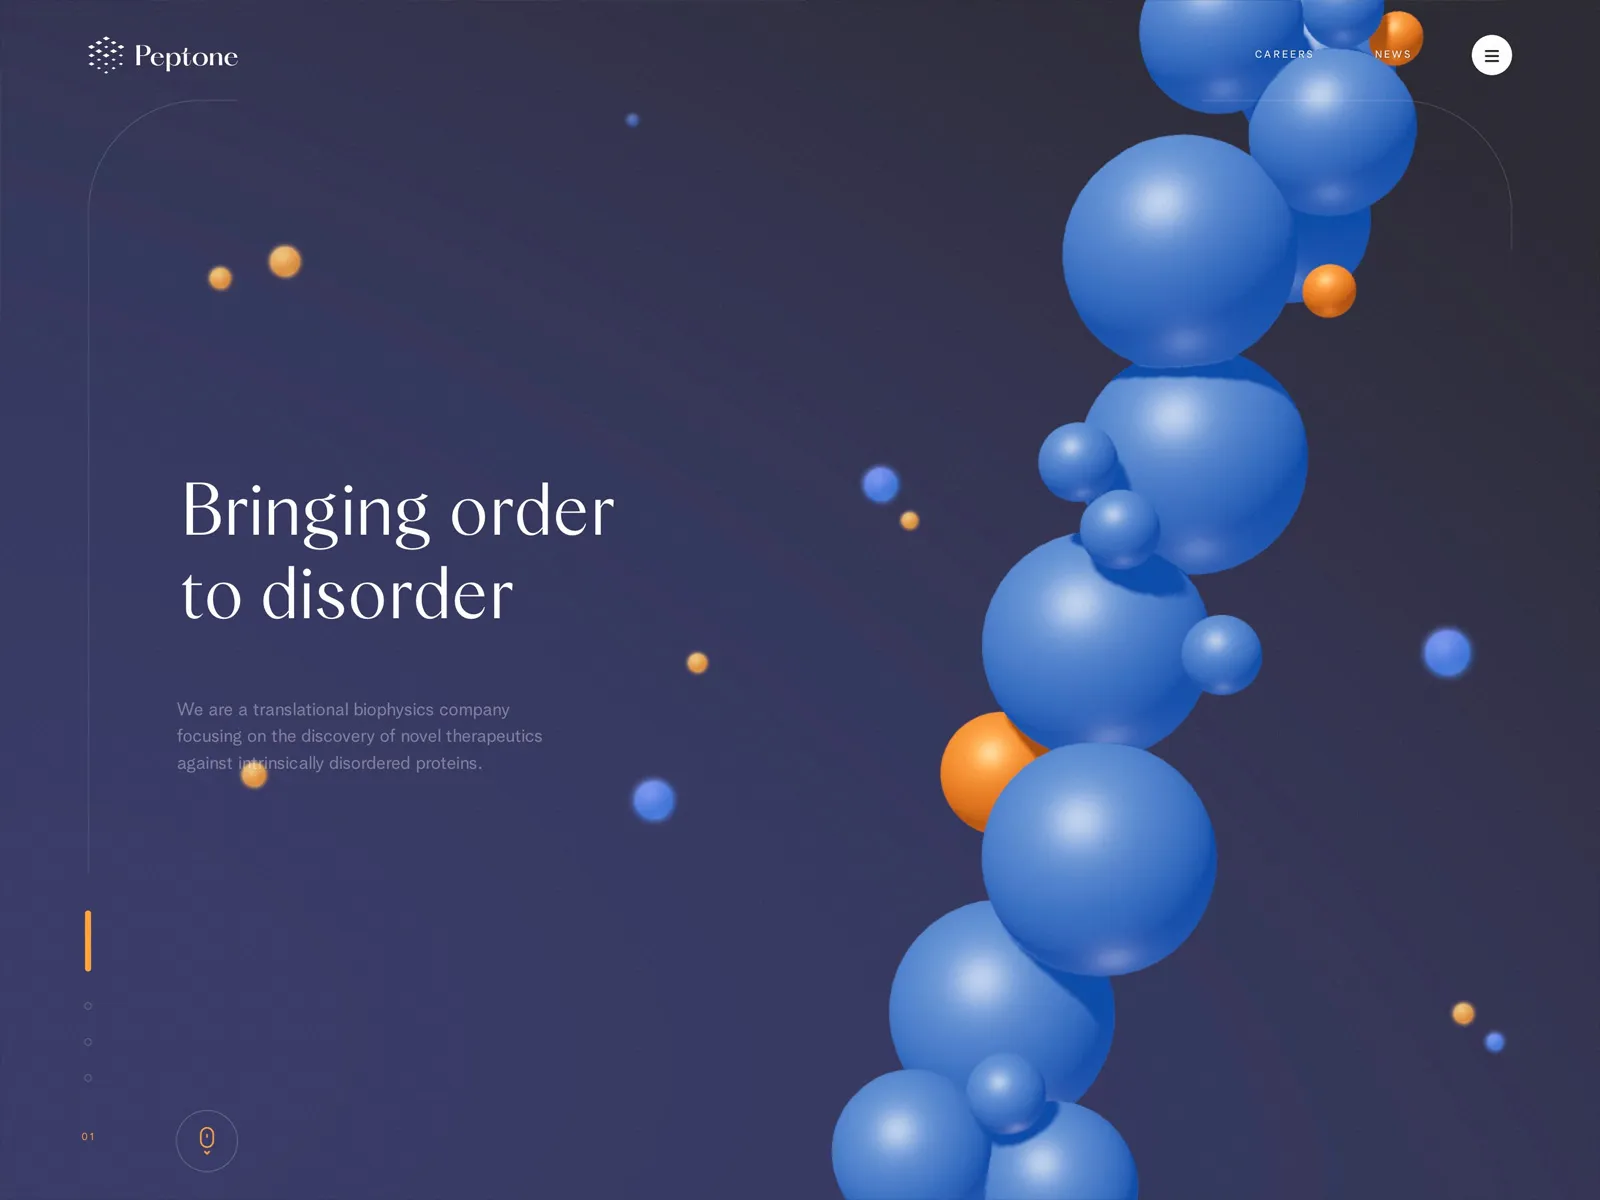 Peptone
CAREERS
NEWS
Bringing order
to disorder
We are a translational biophysics company
focusing on the discovery of novel therapeutics
against intrinsically disordered proteins.
01